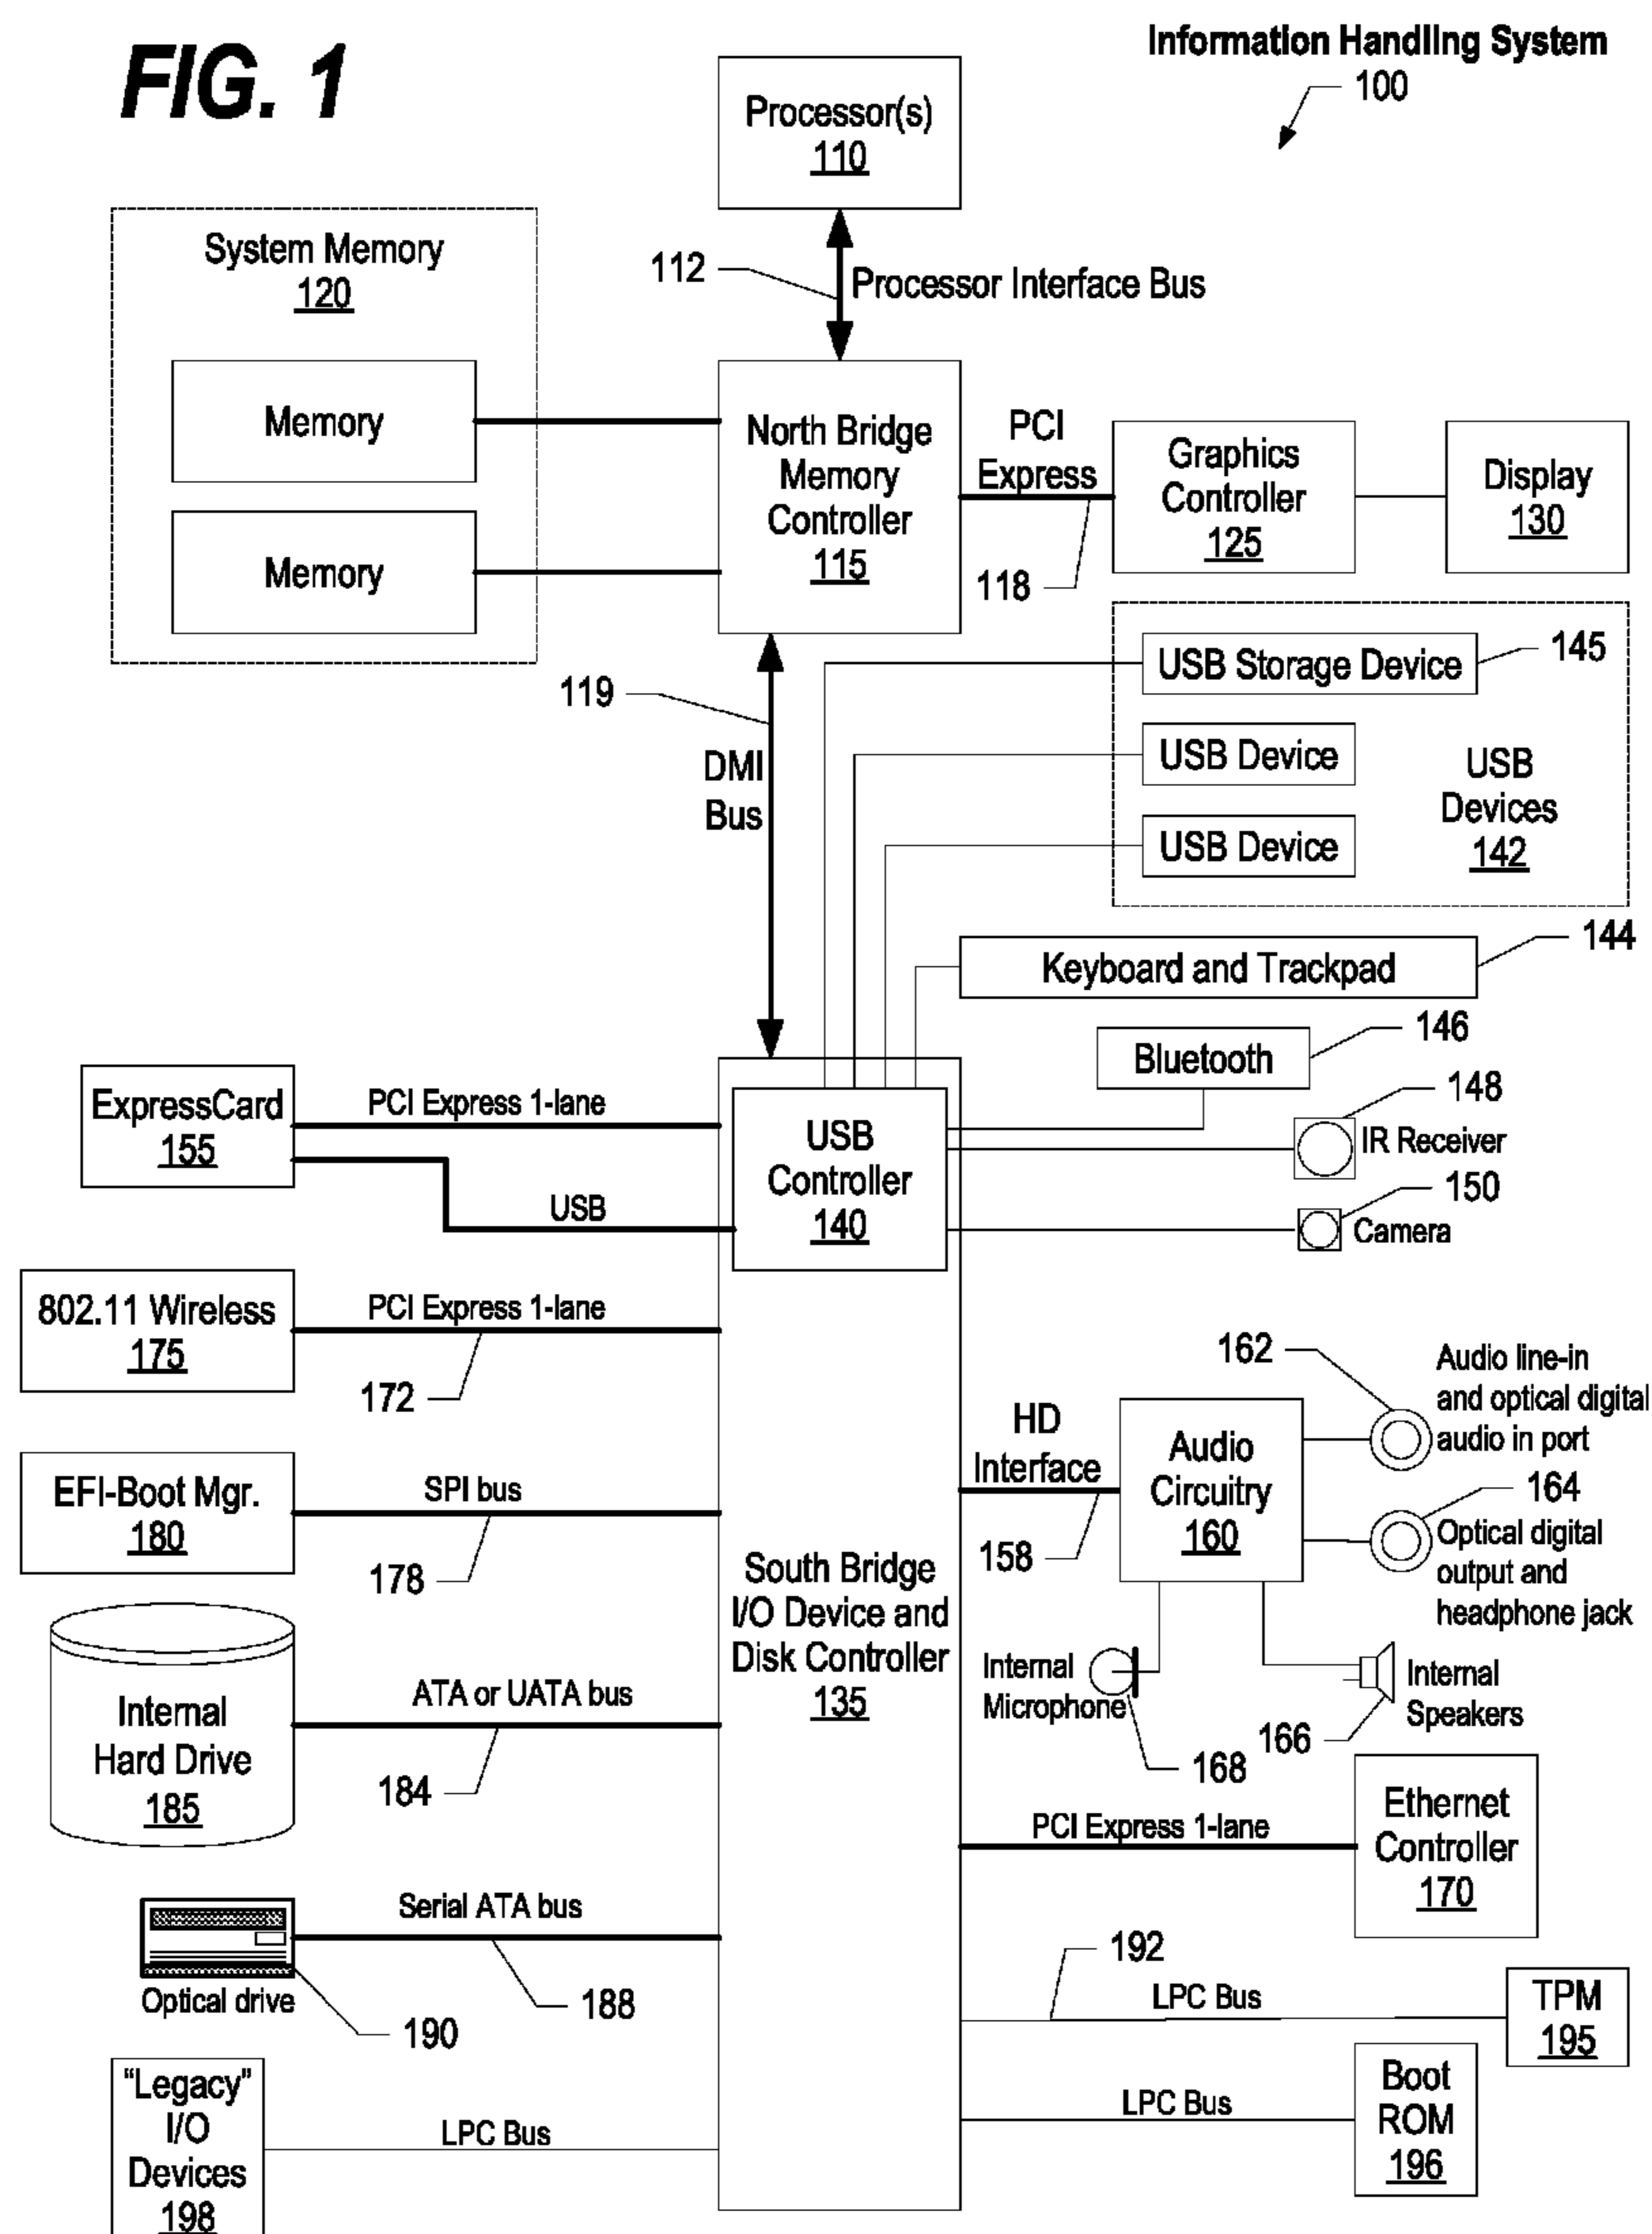 FIG. 1
Information Handling System
100
Processor(s)
110
System Memory
120
112
Processor Interface Bus
Memory
Memory
North Bridge
Memory
Controller
115
PCI
Express
118
Graphics
Controller
125
Display
130
119
DMI
Bus
USB Storage Device
145
USB Device
USB Device
USB
Devices
142
Keyboard and Trackpad
144
Bluetooth
146
148
IR Receiver
150
Camera
ExpressCard
155
PCI Express 1-lane
USB
USB
Controller
140
802.11 Wireless
175
PCI Express 1-lane
172
EFI-Boot Mgr.
180
SPI bus
178
HD
Interface
158
Audio
Circuitry
160
162
Audio line-in
and optical digital
audio in port
164
Optical digital
output and
headphone jack
South Bridge
I/O Device and
Disk Controller
135
Internal
Microphone
168
Internal
Speakers
166
Internal
Hard Drive
185
ATA or UATA bus
184
PCI Express 1-lane
Ethernet
Controller
170
Serial ATA bus
188
Optical drive
190
192
LPC Bus
TPM
195
LPC Bus
Boot
ROM
196
“Legacy”
I/O
Devices
198
LPC Bus